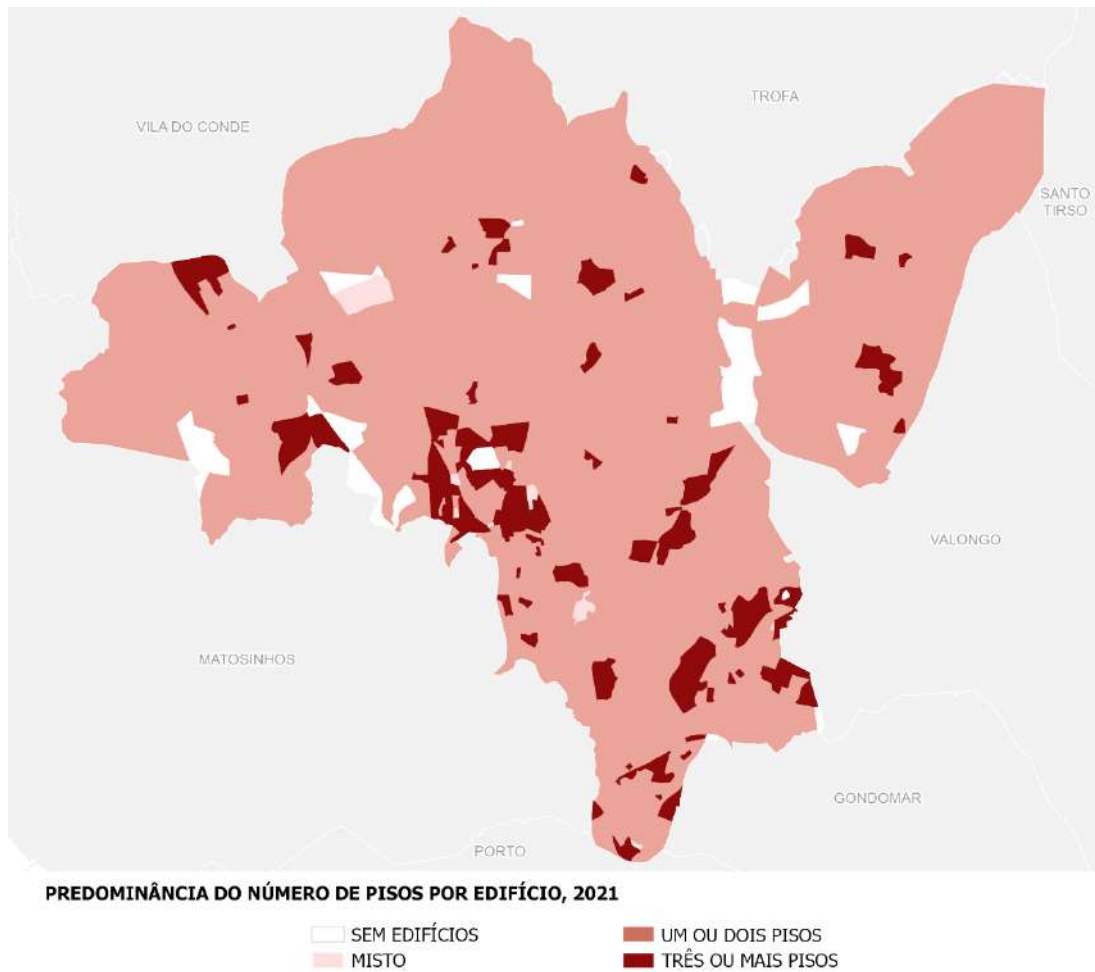 TROFA
VILA DO CONDE
SANTO
TIRSO
VALONGO
MATOSINHOS
GONDOMAR
PORTO
PREDOMINÂNCIA DO NÚMERO DE PISOS POR EDIFÍCIO, 2021
SEM EDIFÍCIOS
UM OU DOIS PISOS
MISTO
TRÊS OU MAIS PISOS